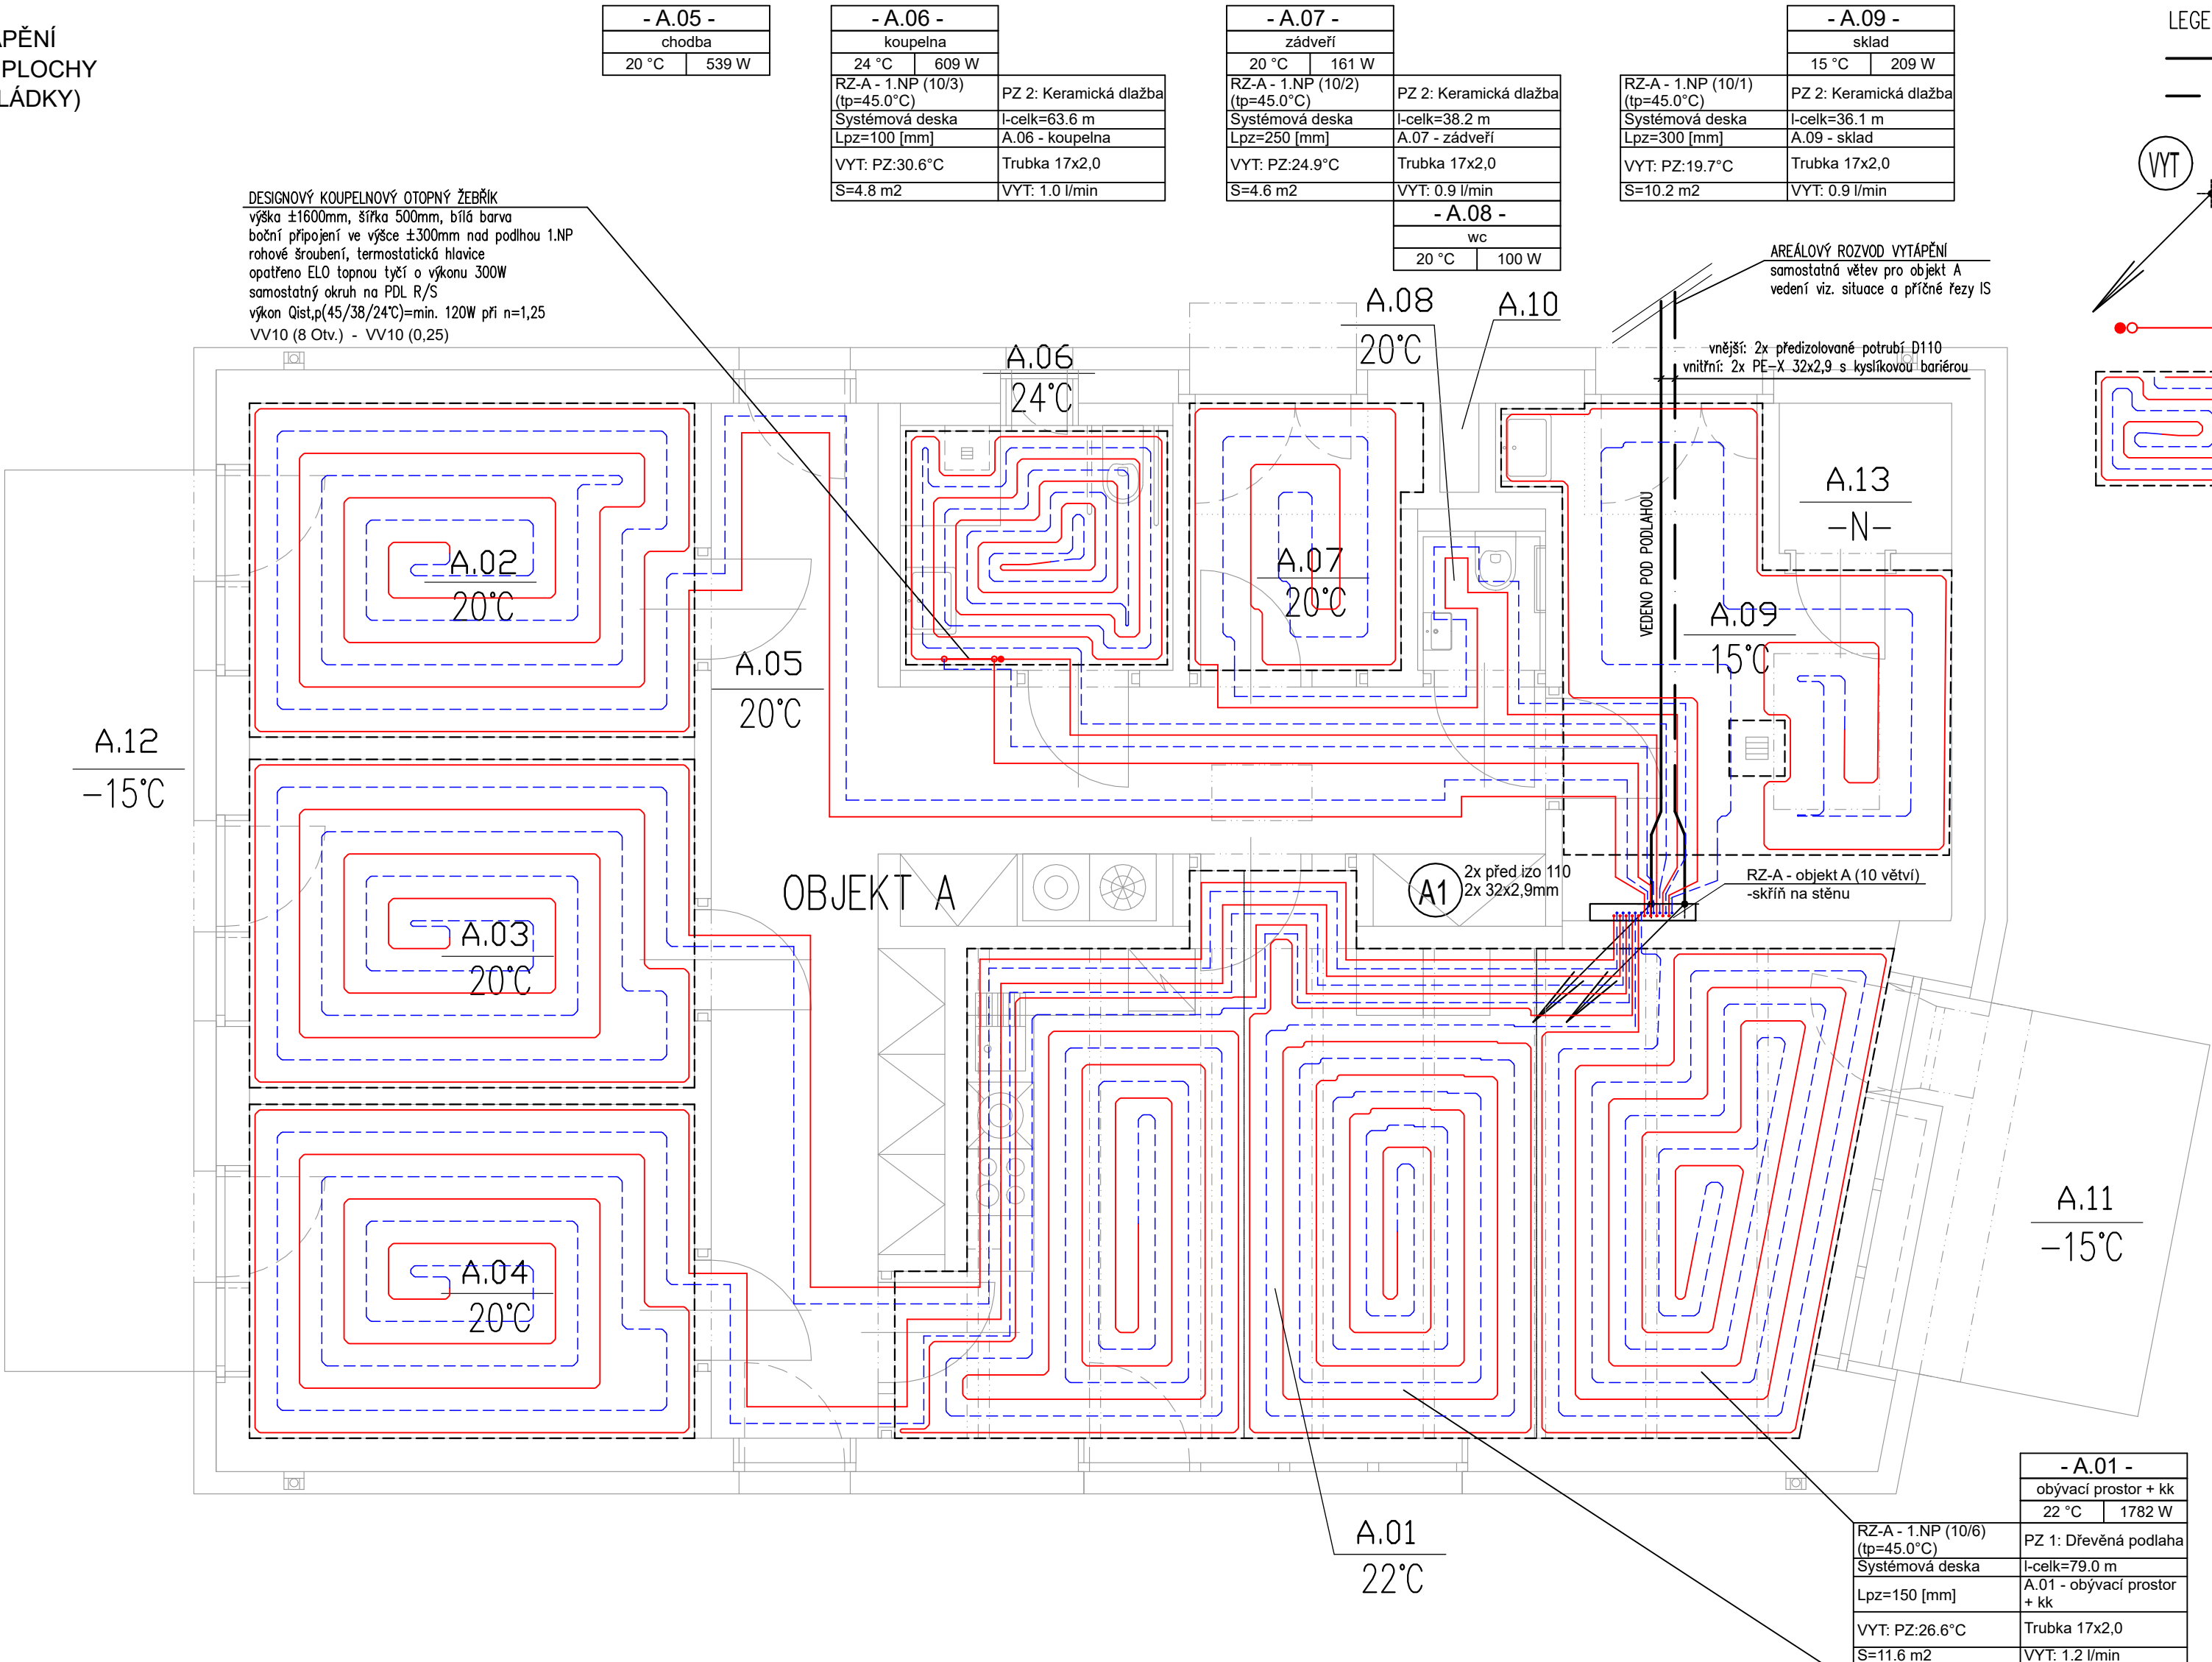 ÁPĚNÍ
PLOCHY
LÁDKY)
- A.05 -
chodba
20 °C 539 W
- A.06 -
koupelna
24 °C 609 W
RZ-A - 1.NP (10/3)
(tp=45.0°C)
PZ 2: Keramická dlažba
Systémová deska l-celk=63.6 m
Lpz=100 [mm] A.06 - koupelna
VYT: PZ:30.6°C Trubka 17x2,0
S=4.8 m2 VYT: 1.0 l/min
- A.07 -
zádveří
20 °C 161 W
RZ-A - 1.NP (10/2)
(tp=45.0°C)
PZ 2: Keramická dlažba
Systémová deska l-celk=38.2 m
Lpz=250 [mm] A.07 - zádveří
VYT: PZ:24.9°C Trubka 17x2,0
S=4.6 m2 VYT: 0.9 l/min
- A.08 -
wc
20 °C 100 W
- A.09 -
sklad
15 °C 209 W
RZ-A - 1.NP (10/1)
(tp=45.0°C)
PZ 2: Keramická dlažba
Systémová deska l-celk=36.1 m
Lpz=300 [mm] A.09 - sklad
VYT: PZ:19.7°C Trubka 17x2,0
S=10.2 m2 VYT: 0.9 l/min
LEGE
VYT
DESIGNOVÝ KOUPELNOVÝ OTOPNÝ ŽEBŘÍK
výška ±1600mm, šířka 500mm, bílá barva
boční připojení ve výšce ±300mm nad podlhou 1.NP
rohové šroubení, termostatická hlavice
opatřeno ELO topnou tyčí o výkonu 300W
samostatný okruh na PDL R/S
výkon Qist,p(45/38/24°C)=min. 120W při n=1,25
VV10 (8 Otv.) - VV10 (0,25)
AREÁLOVÝ ROZVOD VYTÁPĚNÍ
samostatná větev pro objekt A
vedení viz. situace a příčné řezy IS
vnější: 2x předizolované potrubí D110
vnitřní: 2x PE-X 32x2,9 s kyslíkovou bariérou
A.08
20°C
A.10
A.06
24°C
A.13
-N-
VEDENO POD PODLAHOU
A.02
20°C
A.07
20°C
A.09
15°C
A.05
20°C
A.12
-15°C
OBJEKT A
A1
2x před izo 110
2x 32x2,9mm
RZ-A - objekt A (10 větví)
-skříň na stěnu
A.03
20°C
A.04
20°C
A.11
-15°C
A.01
22°C
- A.01 -
obývací prostor + kk
22 °C 1782 W
RZ-A - 1.NP (10/6)
(tp=45.0°C)
PZ 1: Dřevěná podlaha
Systémová deska l-celk=79.0 m
Lpz=150 [mm]
A.01 - obývací prostor
+ kk
VYT: PZ:26.6°C Trubka 17x2,0
S=11.6 m2 VYT: 1.2 l/min